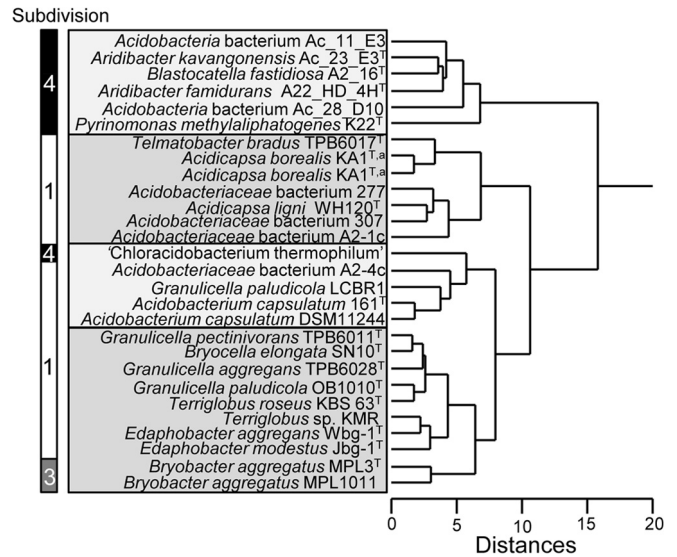 Subdivision
4
Acidobacteria bacterium Ac_11_E3
Aridibacter kavangonensis Ac_23_E3ᵀ
Blastocatella fastidiosa A2_16ᵀ
Aridibacter famidurans A22_HD_4Hᵀ
Acidobacteria bacterium Ac_28_D10
Pyrinomonas methylaliphatogenes K22ᵀ
1
Telmatobacter bradus TPB6017ᵀ
Acidicapsa borealis KA1ᵀ,ᵃ
Acidicapsa borealis KA1ᵀ,ᵃ
Acidobacteriaceae bacterium 277
Acidicapsa ligni WH120ᵀ
Acidobacteriaceae bacterium 307
Acidobacteriaceae bacterium A2-1c
4
‘Chloracidobacterium thermophilum’
Acidobacteriaceae bacterium A2-4c
Granulicella paludicola LCBR1
Acidobacterium capsulatum 161ᵀ
Acidobacterium capsulatum DSM11244
1
Granulicella pectinivorans TPB6011ᵀ
Bryocella elongata SN10ᵀ
Granulicella aggregans TPB6028ᵀ
Granulicella paludicola OB1010ᵀ
Terriglobus roseus KBS 63ᵀ
Terriglobus sp. KMR
Edaphobacter aggregans Wbg-1ᵀ
Edaphobacter modestus Jbg-1ᵀ
3
Bryobacter aggregatus MPL3ᵀ
Bryobacter aggregatus MPL1011
0 5 10 15 20
Distances